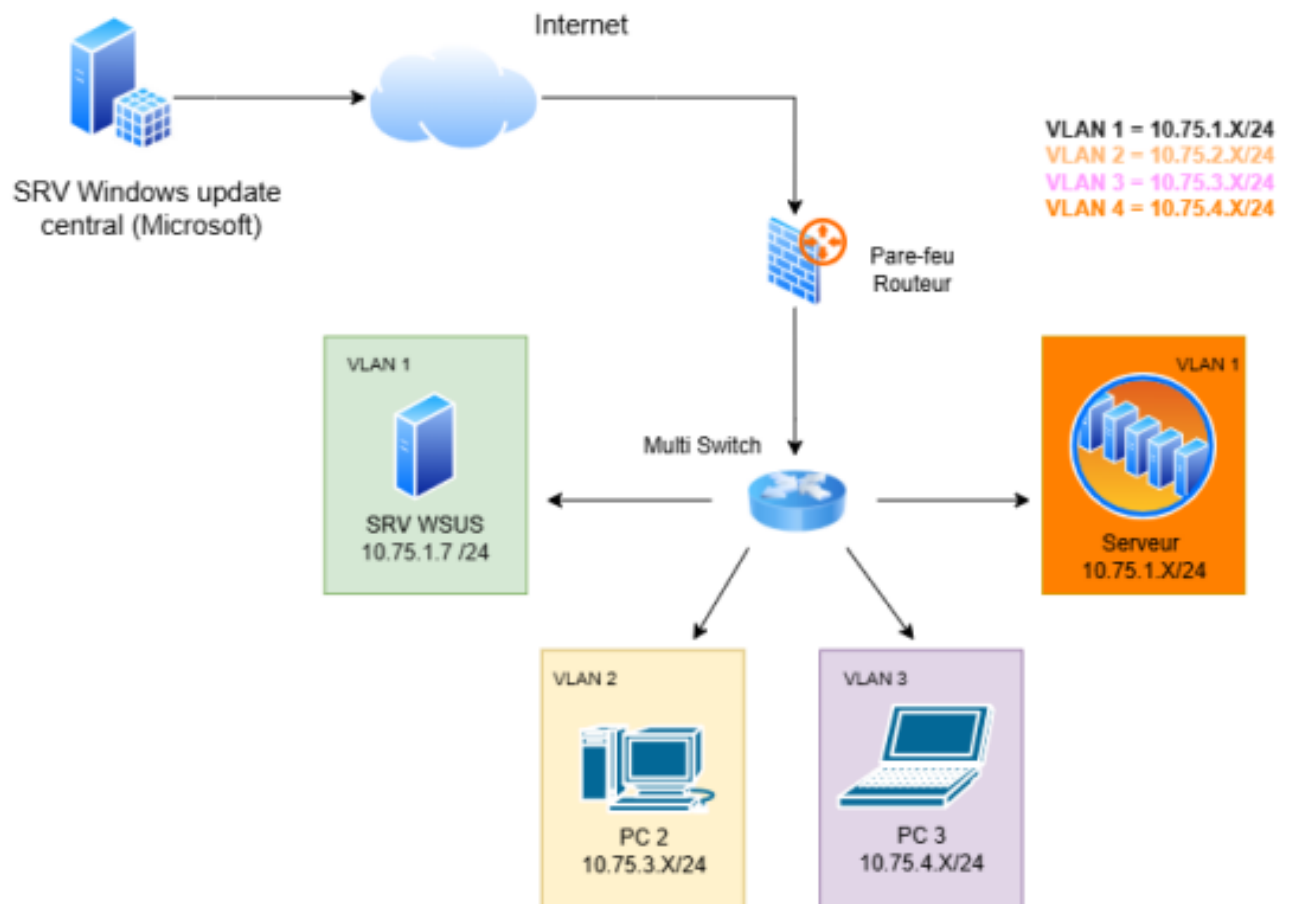 Internet
SRV Windows update
central (Microsoft)
VLAN 1 = 10.75.1.X/24
VLAN 2 = 10.75.2.X/24
VLAN 3 = 10.75.3.X/24
VLAN 4 = 10.75.4.X/24
Pare-feu
Routeur
VLAN 1
SRV WSUS
10.75.1.7 /24
Multi Switch
VLAN 1
Serveur
10.75.1.X/24
VLAN 2
PC 2
10.75.3.X/24
VLAN 3
PC 3
10.75.4.X/24